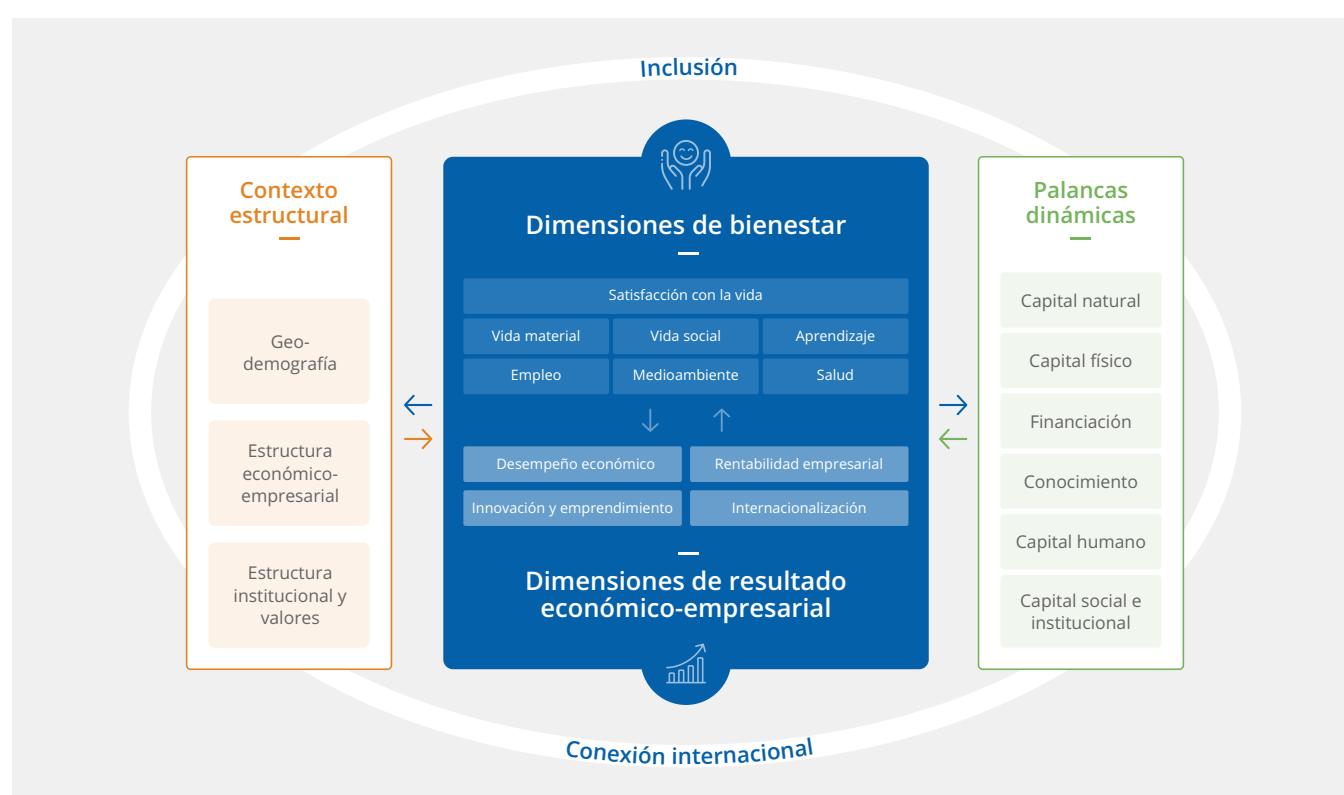 Inclusión
Contexto
estructural
Geo-
demografía
Estructura
económico-
empresarial
Estructura
institucional y
valores
Dimensiones de bienestar
Satisfacción con la vida
Vida material
Vida social
Aprendizaje
Empleo
Medioambiente
Salud
Desempeño económico
Rentabilidad empresarial
Innovación y emprendimiento
Internacionalización
Dimensiones de resultado
económico-empresarial
Palancas
dinámicas
Capital natural
Capital físico
Financiación
Conocimiento
Capital humano
Capital social e
institucional
Conexión internacional